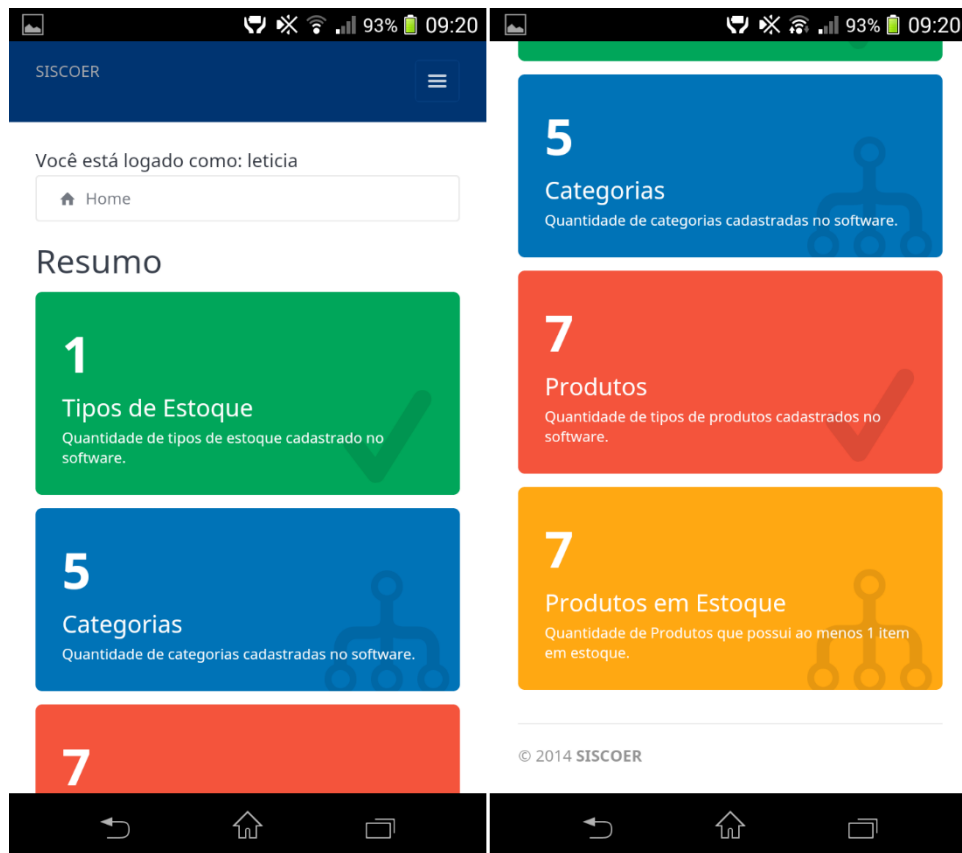 93% 09:20
SISCOER
Você está logado como: leticia
Home
Resumo
1
Tipos de Estoque
Quantidade de tipos de estoque cadastrado no
software.
5
Categorias
Quantidade de categorias cadastradas no software.
7
93% 09:20
5
Categorias
Quantidade de categorias cadastradas no software.
7
Produtos
Quantidade de tipos de produtos cadastrados no
software.
7
Produtos em Estoque
Quantidade de Produtos que possui ao menos 1 item
em estoque.
© 2014 SISCOER